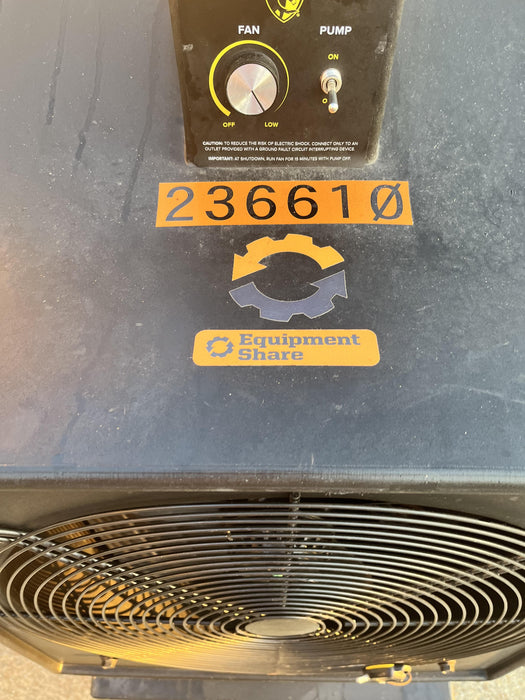 FAN PUMP
ON
OFF LOW
CAUTION: TO REDUCE THE RISK OF ELECTRIC SHOCK, CONNECT ONLY TO AN
OUTLET PROVIDED WITH A GROUND FAULT CIRCUIT INTERRUPTING DEVICE.
IMPORTANT: AT SHUTDOWN, RUN FAN FOR 15 MINUTES WITH PUMP OFF.
236610
Equipment
Share